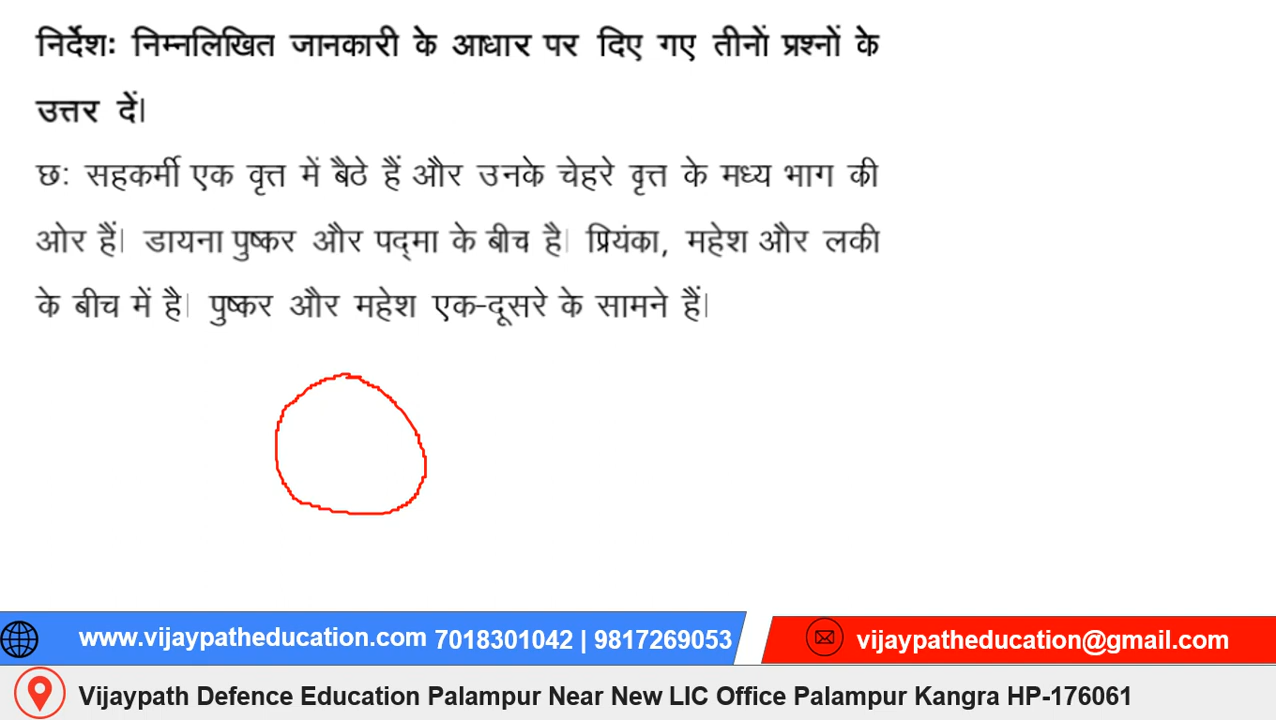 निर्देशः निम्नलिखित जानकारी के आधार पर दिए गए तीनों प्रश्नों के
उत्तर दें।
छः सहकर्मी एक वृत्त में बैठे हैं और उनके चेहरे वृत्त के मध्य भाग की
ओर हैं। डायना पुष्कर और पद्मा के बीच है। प्रियंका, महेश और लकी
के बीच में है। पुष्कर और महेश एक-दूसरे के सामने हैं।
www.vijaypatheducation.com 7018301042 | 9817269053
vijaypatheducation@gmail.com
Vijaypath Defence Education Palampur Near New LIC Office Palampur Kangra HP-176061